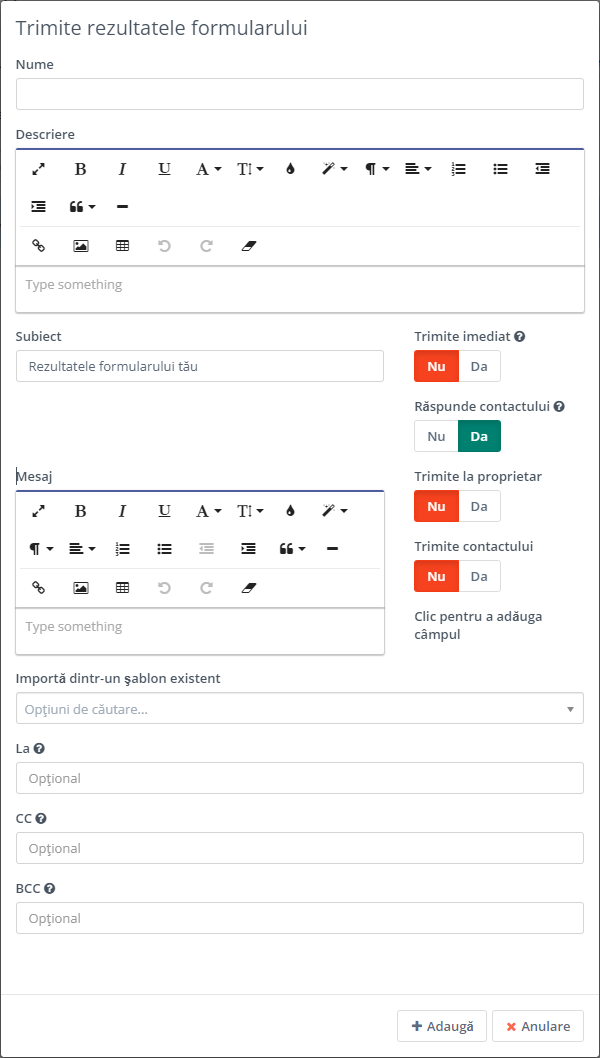 Trimite rezultatele formularului
Nume
Descriere
B I U A T
Type something
Subiect
Rezultatele formularului tău
Trimite imediat
Nu Da
Răspunde contactului
Nu Da
Mesaj
B I U A T
Type something
Trimite la proprietar
Nu Da
Trimite contactului
Nu Da
Clic pentru a adăuga
câmpul
Importă dintr-un şablon existent
Opţiuni de căutare...
La
Opţional
CC
Opţional
BCC
Opţional
Adaugă Anulare